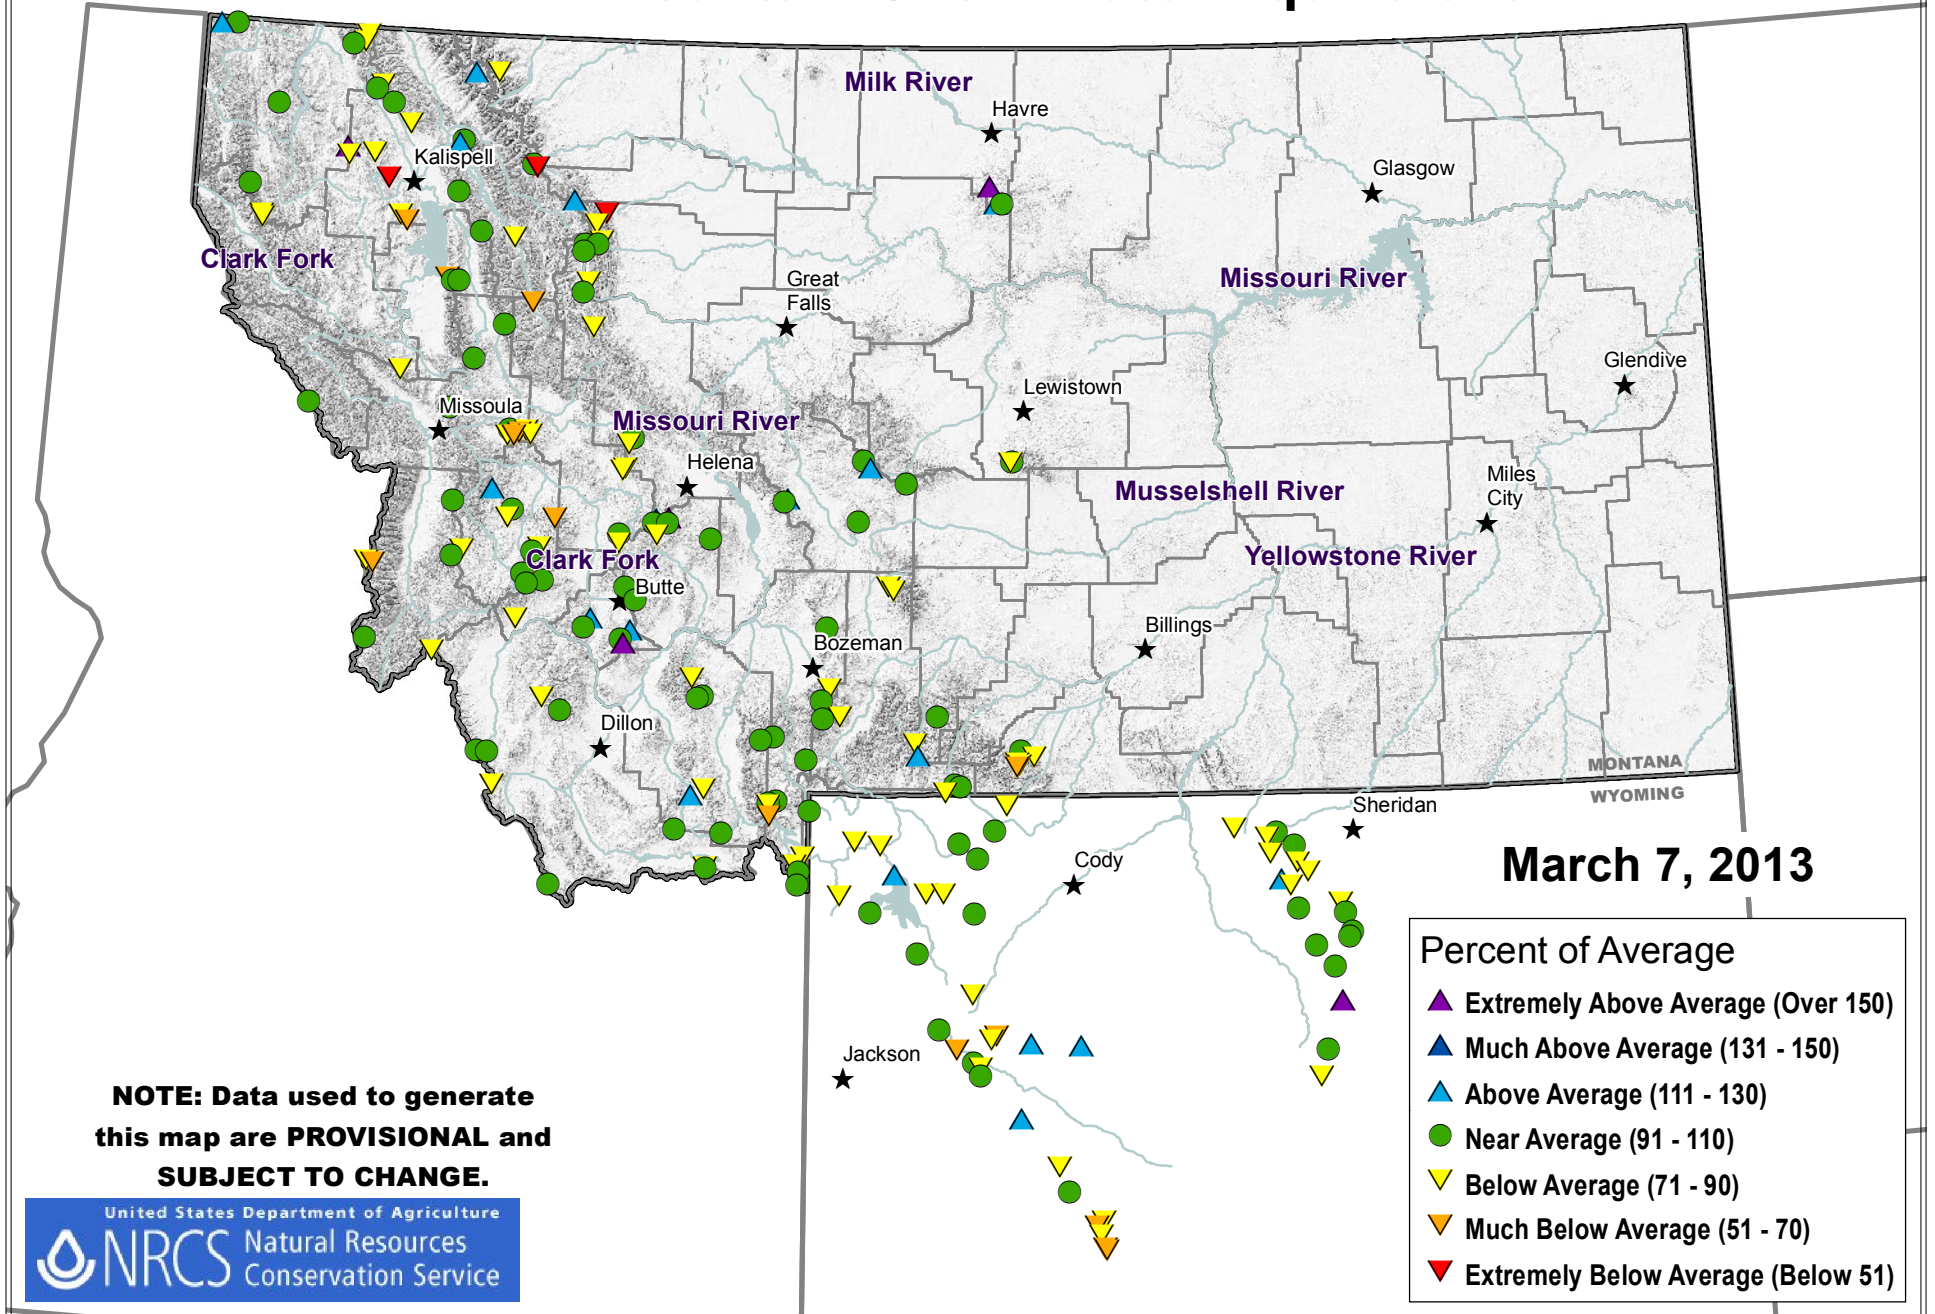 Milk River
Havre
Kalispell
Glasgow
Clark Fork
Great
Falls
Missouri River
Glendive
Lewistown
Missoula
Missouri River
Helena
Miles
City
Musselshell River
Yellowstone River
Clark Fork
Butte
Billings
Bozeman
Dillon
MONTANA
WYOMING
Sheridan
Cody
Jackson
March 7, 2013
Percent of Average
Extremely Above Average (Over 150)
Much Above Average (131 - 150)
Above Average (111 - 130)
Near Average (91 - 110)
Below Average (71 - 90)
Much Below Average (51 - 70)
Extremely Below Average (Below 51)
NOTE: Data used to generate
this map are PROVISIONAL and
SUBJECT TO CHANGE.
United States Department of Agriculture
NRCS
Natural Resources
Conservation Service